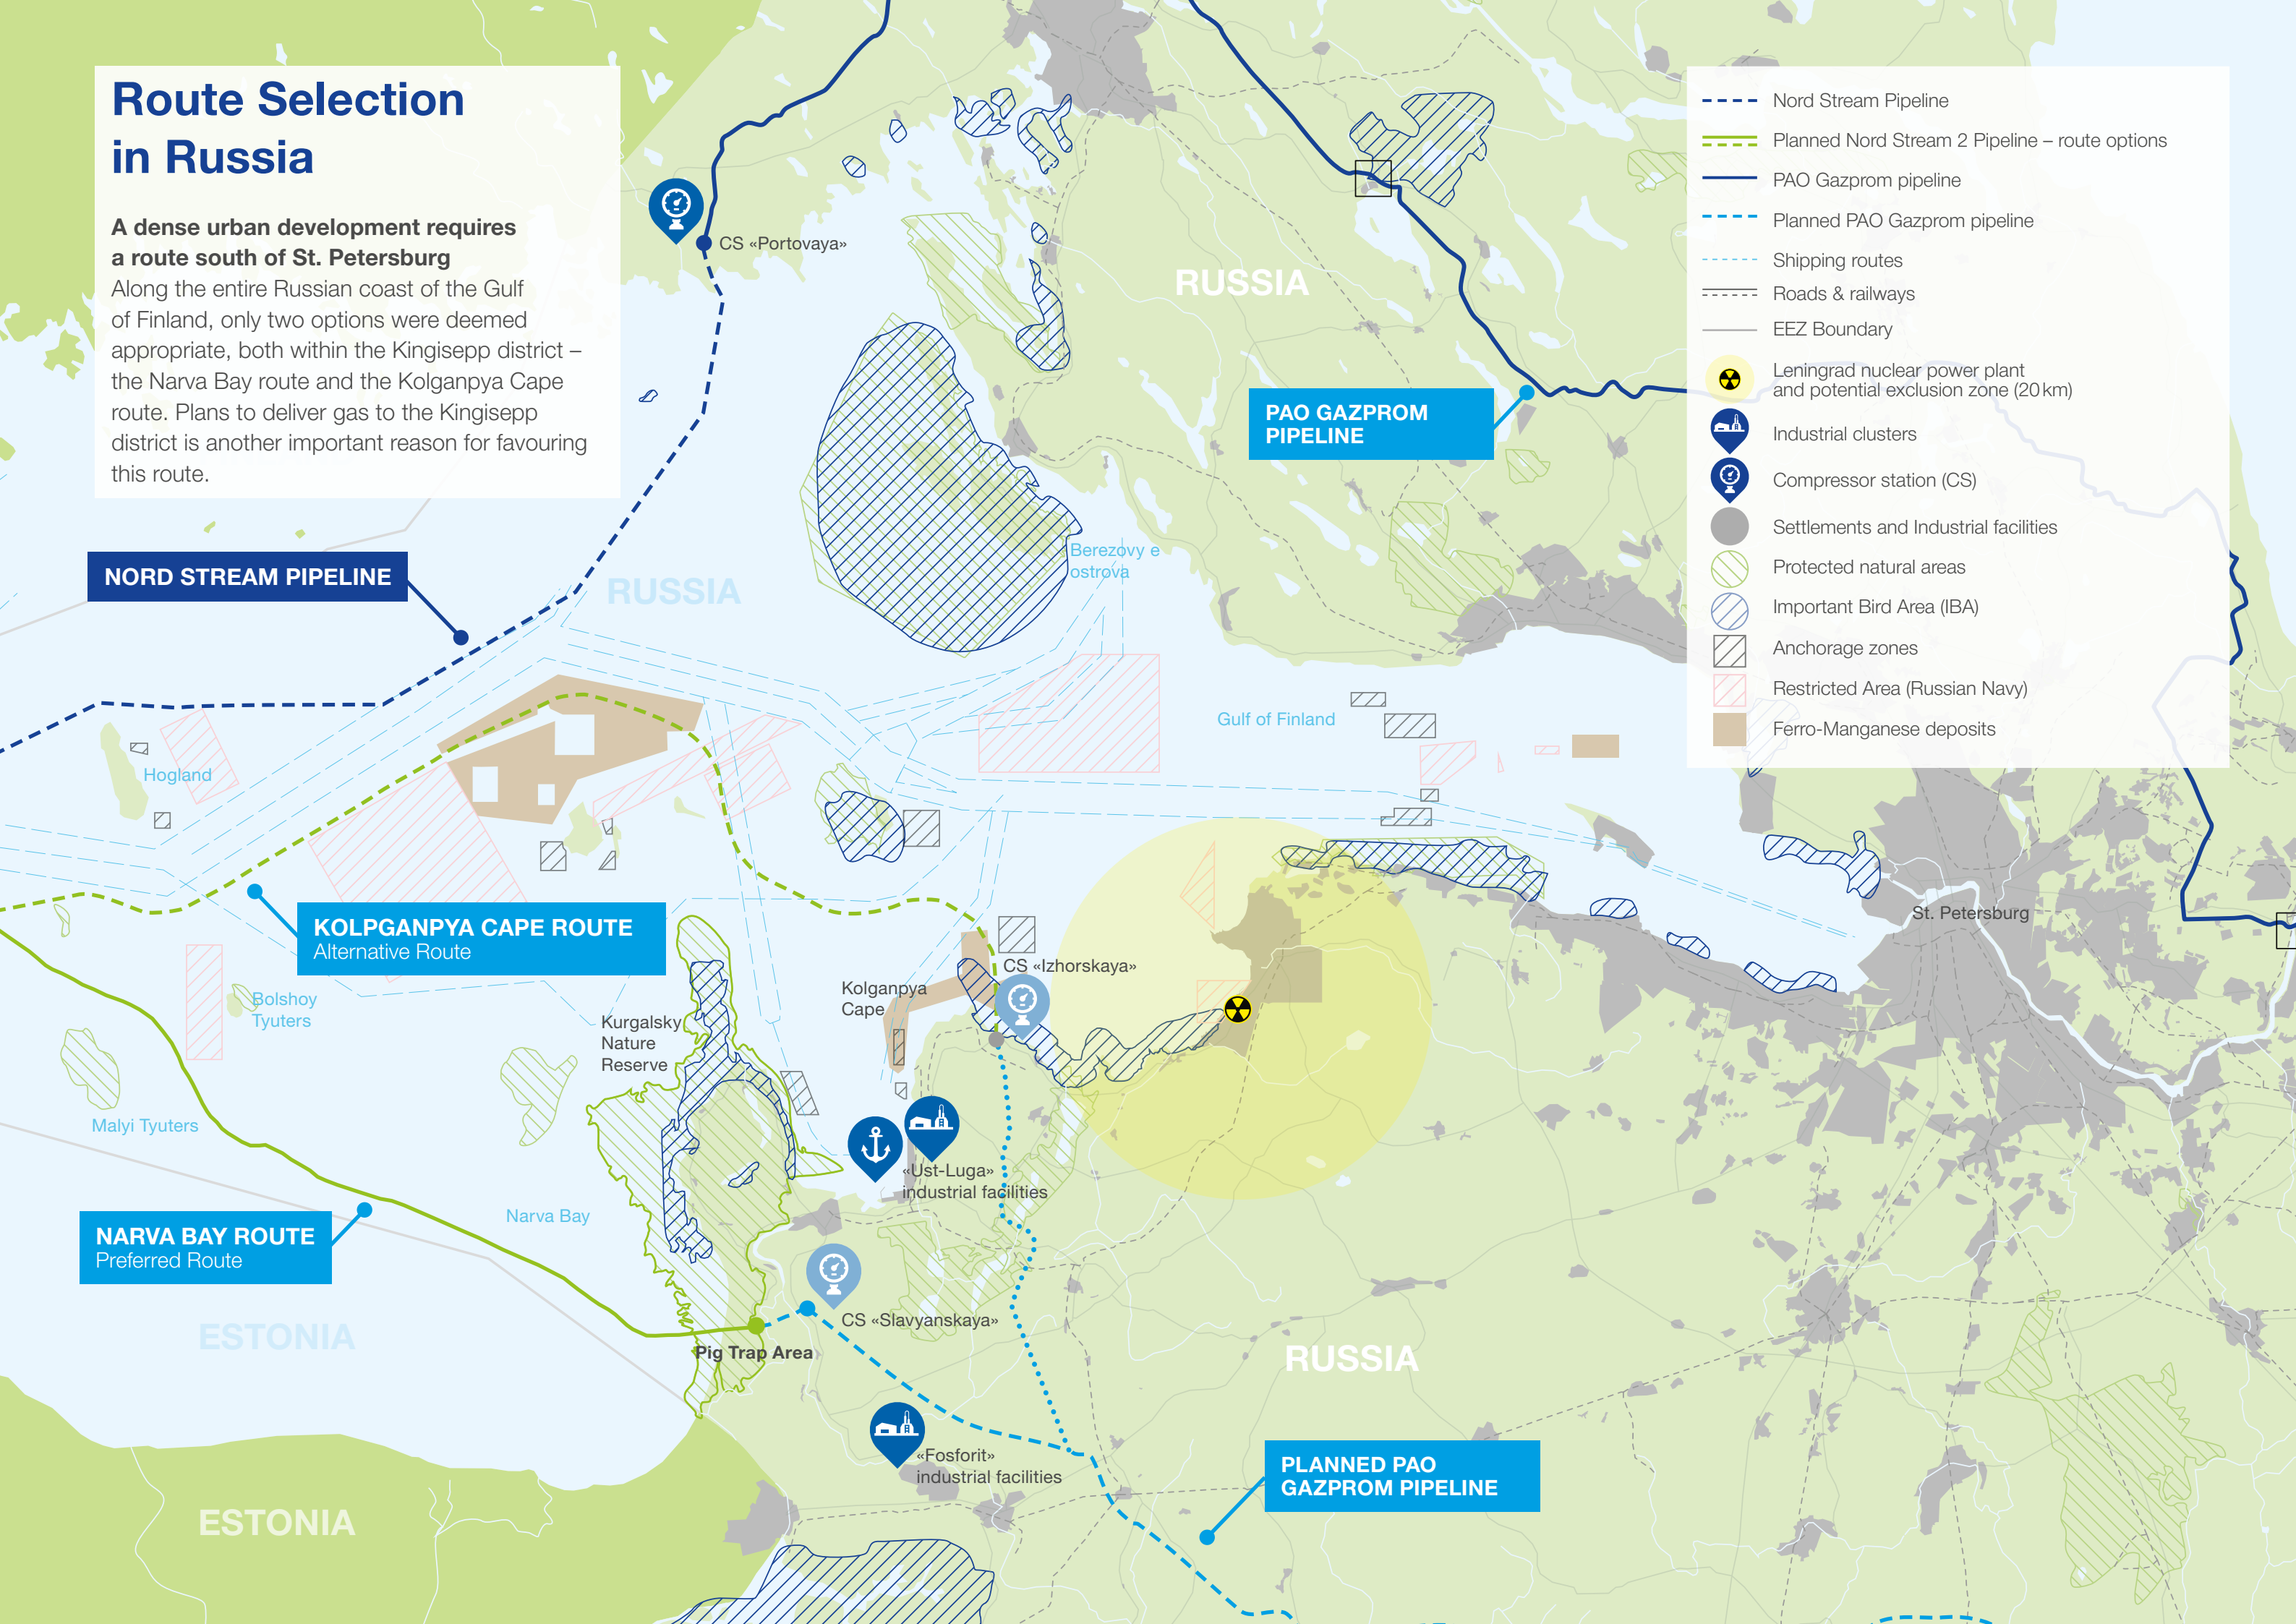 Route Selection
in Russia
A dense urban development requires
a route south of St. Petersburg
Along the entire Russian coast of the Gulf
of Finland, only two options were deemed
appropriate, both within the Kingisepp district –
the Narva Bay route and the Kolganpya Cape
route. Plans to deliver gas to the Kingisepp
district is another important reason for favouring
this route.
Nord Stream Pipeline
Planned Nord Stream 2 Pipeline – route options
PAO Gazprom pipeline
Planned PAO Gazprom pipeline
Shipping routes
Roads & railways
EEZ Boundary
Leningrad nuclear power plant
and potential exclusion zone (20 km)
Industrial clusters
Compressor station (CS)
Settlements and Industrial facilities
Protected natural areas
Important Bird Area (IBA)
Anchorage zones
Restricted Area (Russian Navy)
Ferro-Manganese deposits
CS «Portovaya»
RUSSIA
PAO GAZPROM
PIPELINE
NORD STREAM PIPELINE
RUSSIA
Berezovy e
ostrova
Gulf of Finland
Hogland
KOLPGANPYA CAPE ROUTE
Alternative Route
St. Petersburg
CS «Izhorskaya»
Kolganpya
Cape
Bolshoy
Tyuters
Kurgalsky
Nature
Reserve
Malyi Tyuters
«Ust-Luga»
industrial facilities
Narva Bay
NARVA BAY ROUTE
Preferred Route
CS «Slavyanskaya»
ESTONIA
Pig Trap Area
RUSSIA
«Fosforit»
industrial facilities
PLANNED PAO
GAZPROM PIPELINE
ESTONIA